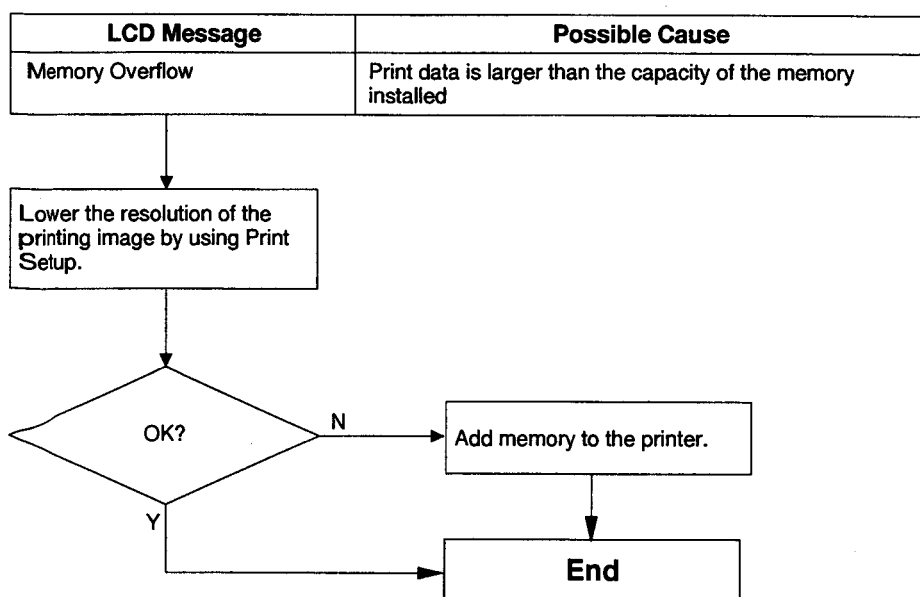 LCD Message Possible Cause
Memory Overflow Print data is larger than the capacity of the memory
installed
Lower the resolution of the
printing image by using Print
Setup.
OK?
N
Add memory to the printer.
Y
End